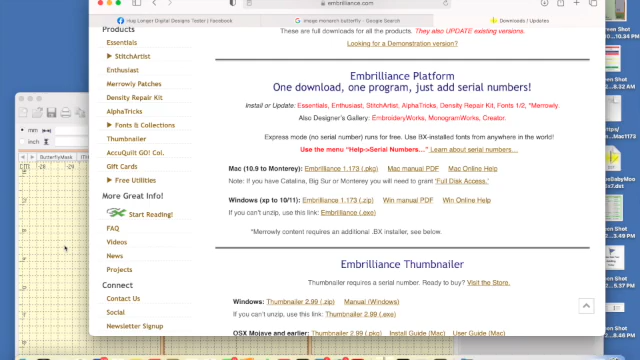 embrilliance.com
Hug Longer Digital Designs Tester | Facebook
image monarch butterfly - Google Search
Downloads / Updates
Products
Essentials
StitchArtist
Enthusiast
Merrowly Patches
Density Repair Kit
AlphaTricks
Fonts & Collections
Thumbnailer
AccuQuilt GO! Col.
Gift Cards
Free Utilities
More Great Info!
Start Reading!
FAQ
Videos
News
Projects
Connect
Contact Us
Social
Newsletter Signup
These are full downloads for all the products. They also UPDATE existing versions.
Looking for a Demonstration version?
Embrilliance Platform
One download, one program, just add serial numbers!
Install or Update: Essentials, Enthusiast, StitchArtist, AlphaTricks, Density Repair Kit, Fonts 1/2, *Merrowly.
Also Designer's Gallery: EmbroideryWorks, MonogramWorks, Creator.
Express mode (no serial number) runs for free. Use BX-installed fonts from anywhere in the world!
Use the menu "Help->Serial Numbers..." Learn about serial numbers...
Mac (10.9 to Monterey): Embrilliance 1.173 (.pkg) Mac manual PDF Mac Online Help
Note: If you have Catalina, Big Sur or Monterey you will need to grant "Full Disk Access."
Windows (xp to 10/11): Embrilliance 1.173 (.zip) Win manual PDF Win Online Help
If you can't unzip, use this link: Embrilliance (.exe)
*Merrowly content requires an additional .BX installer, see below.
Embrilliance Thumbnailer
Thumbnailer requires a serial number. Ready to buy? Visit the Store.
Windows: Thumbnailer 2.99 (.zip) Manual (Windows)
If you can't unzip, use this link: Thumbnailer 2.99 (.exe)
OSX Mojave and earlier: Thumbnailer 2.99 (.pkg) Install Guide (Mac) User Guide (Mac)
mm
inch
ButterflyMask
cm